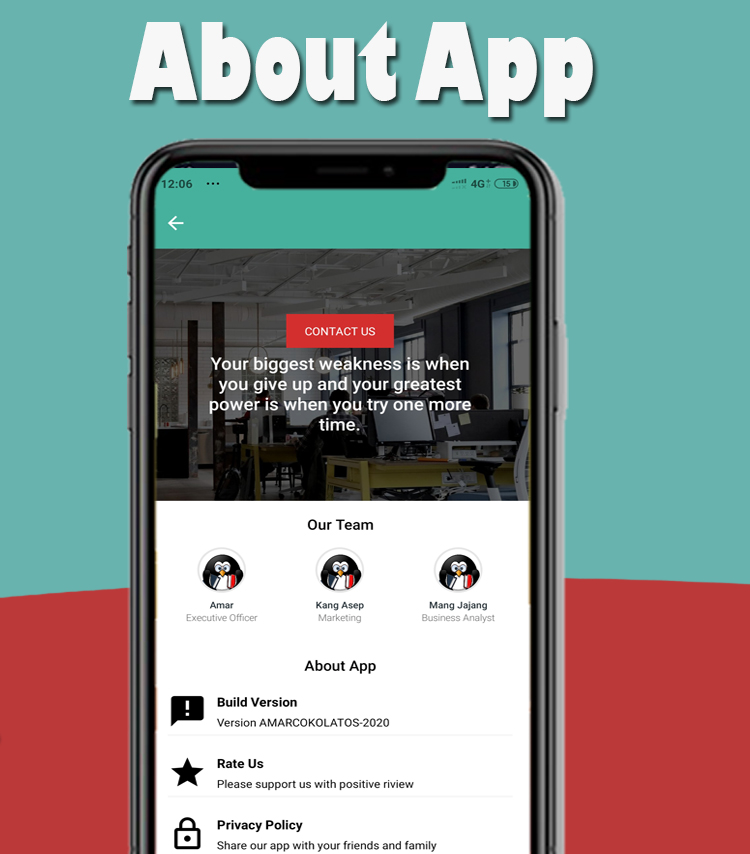 About App
12:06 ...
4G+ 15
CONTACT US
Your biggest weakness is when
you give up and your greatest
power is when you try one more
time.
Our Team
Amar Kang Asep Mang Jajang
Executive Officer Marketing Business Analyst
About App
Build Version
Version AMARCOKOLATOS-2020
Rate Us
Please support us with positive riview
Privacy Policy
Share our app with your friends and family